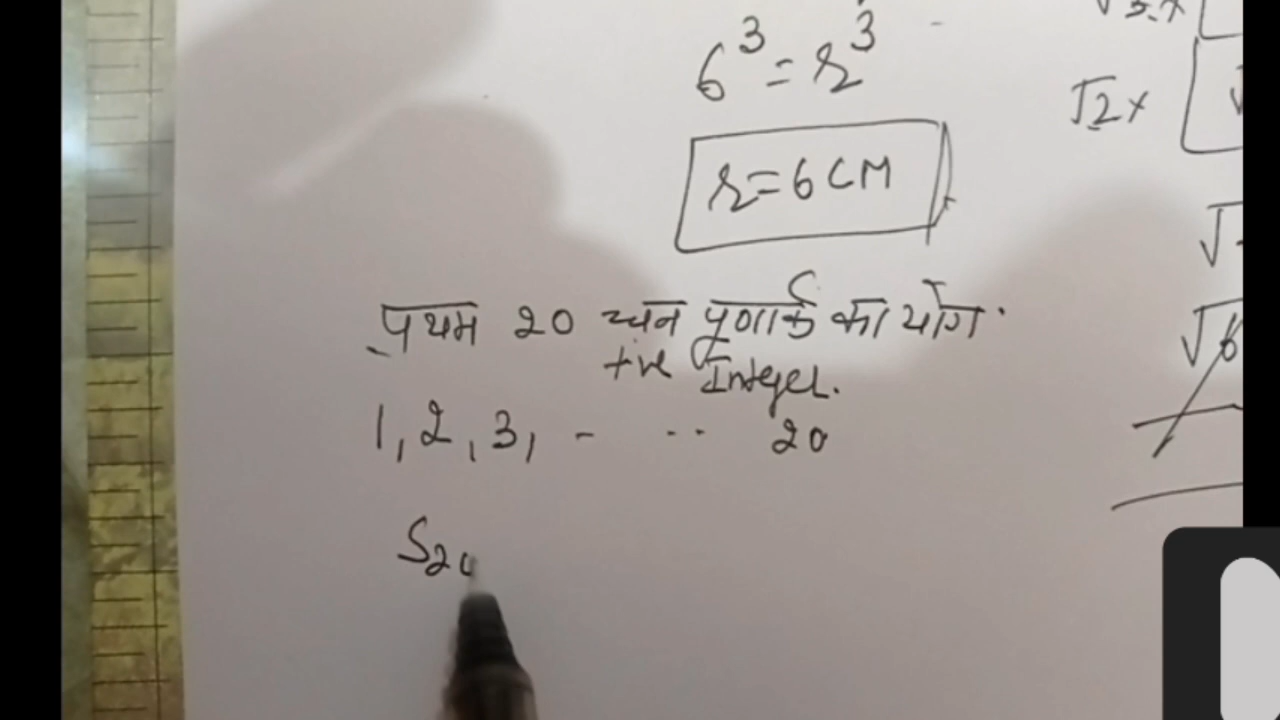 6³ = r³
r = 6 CM
√2 ×
प्रथम 20 धन पूर्णांक का योग
+ve Integer.
1, 2, 3, - - - 20
S20